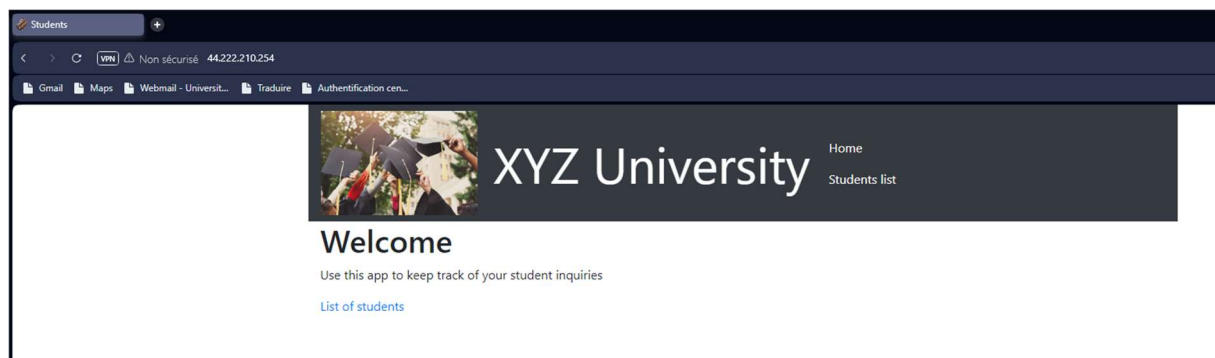 Students
VPN Non sécurisé 44.222.210.254
Gmail Maps Webmail - Universit... Traduire Authentification cen...
XYZ University
Home
Students list
Welcome
Use this app to keep track of your student inquiries
List of students